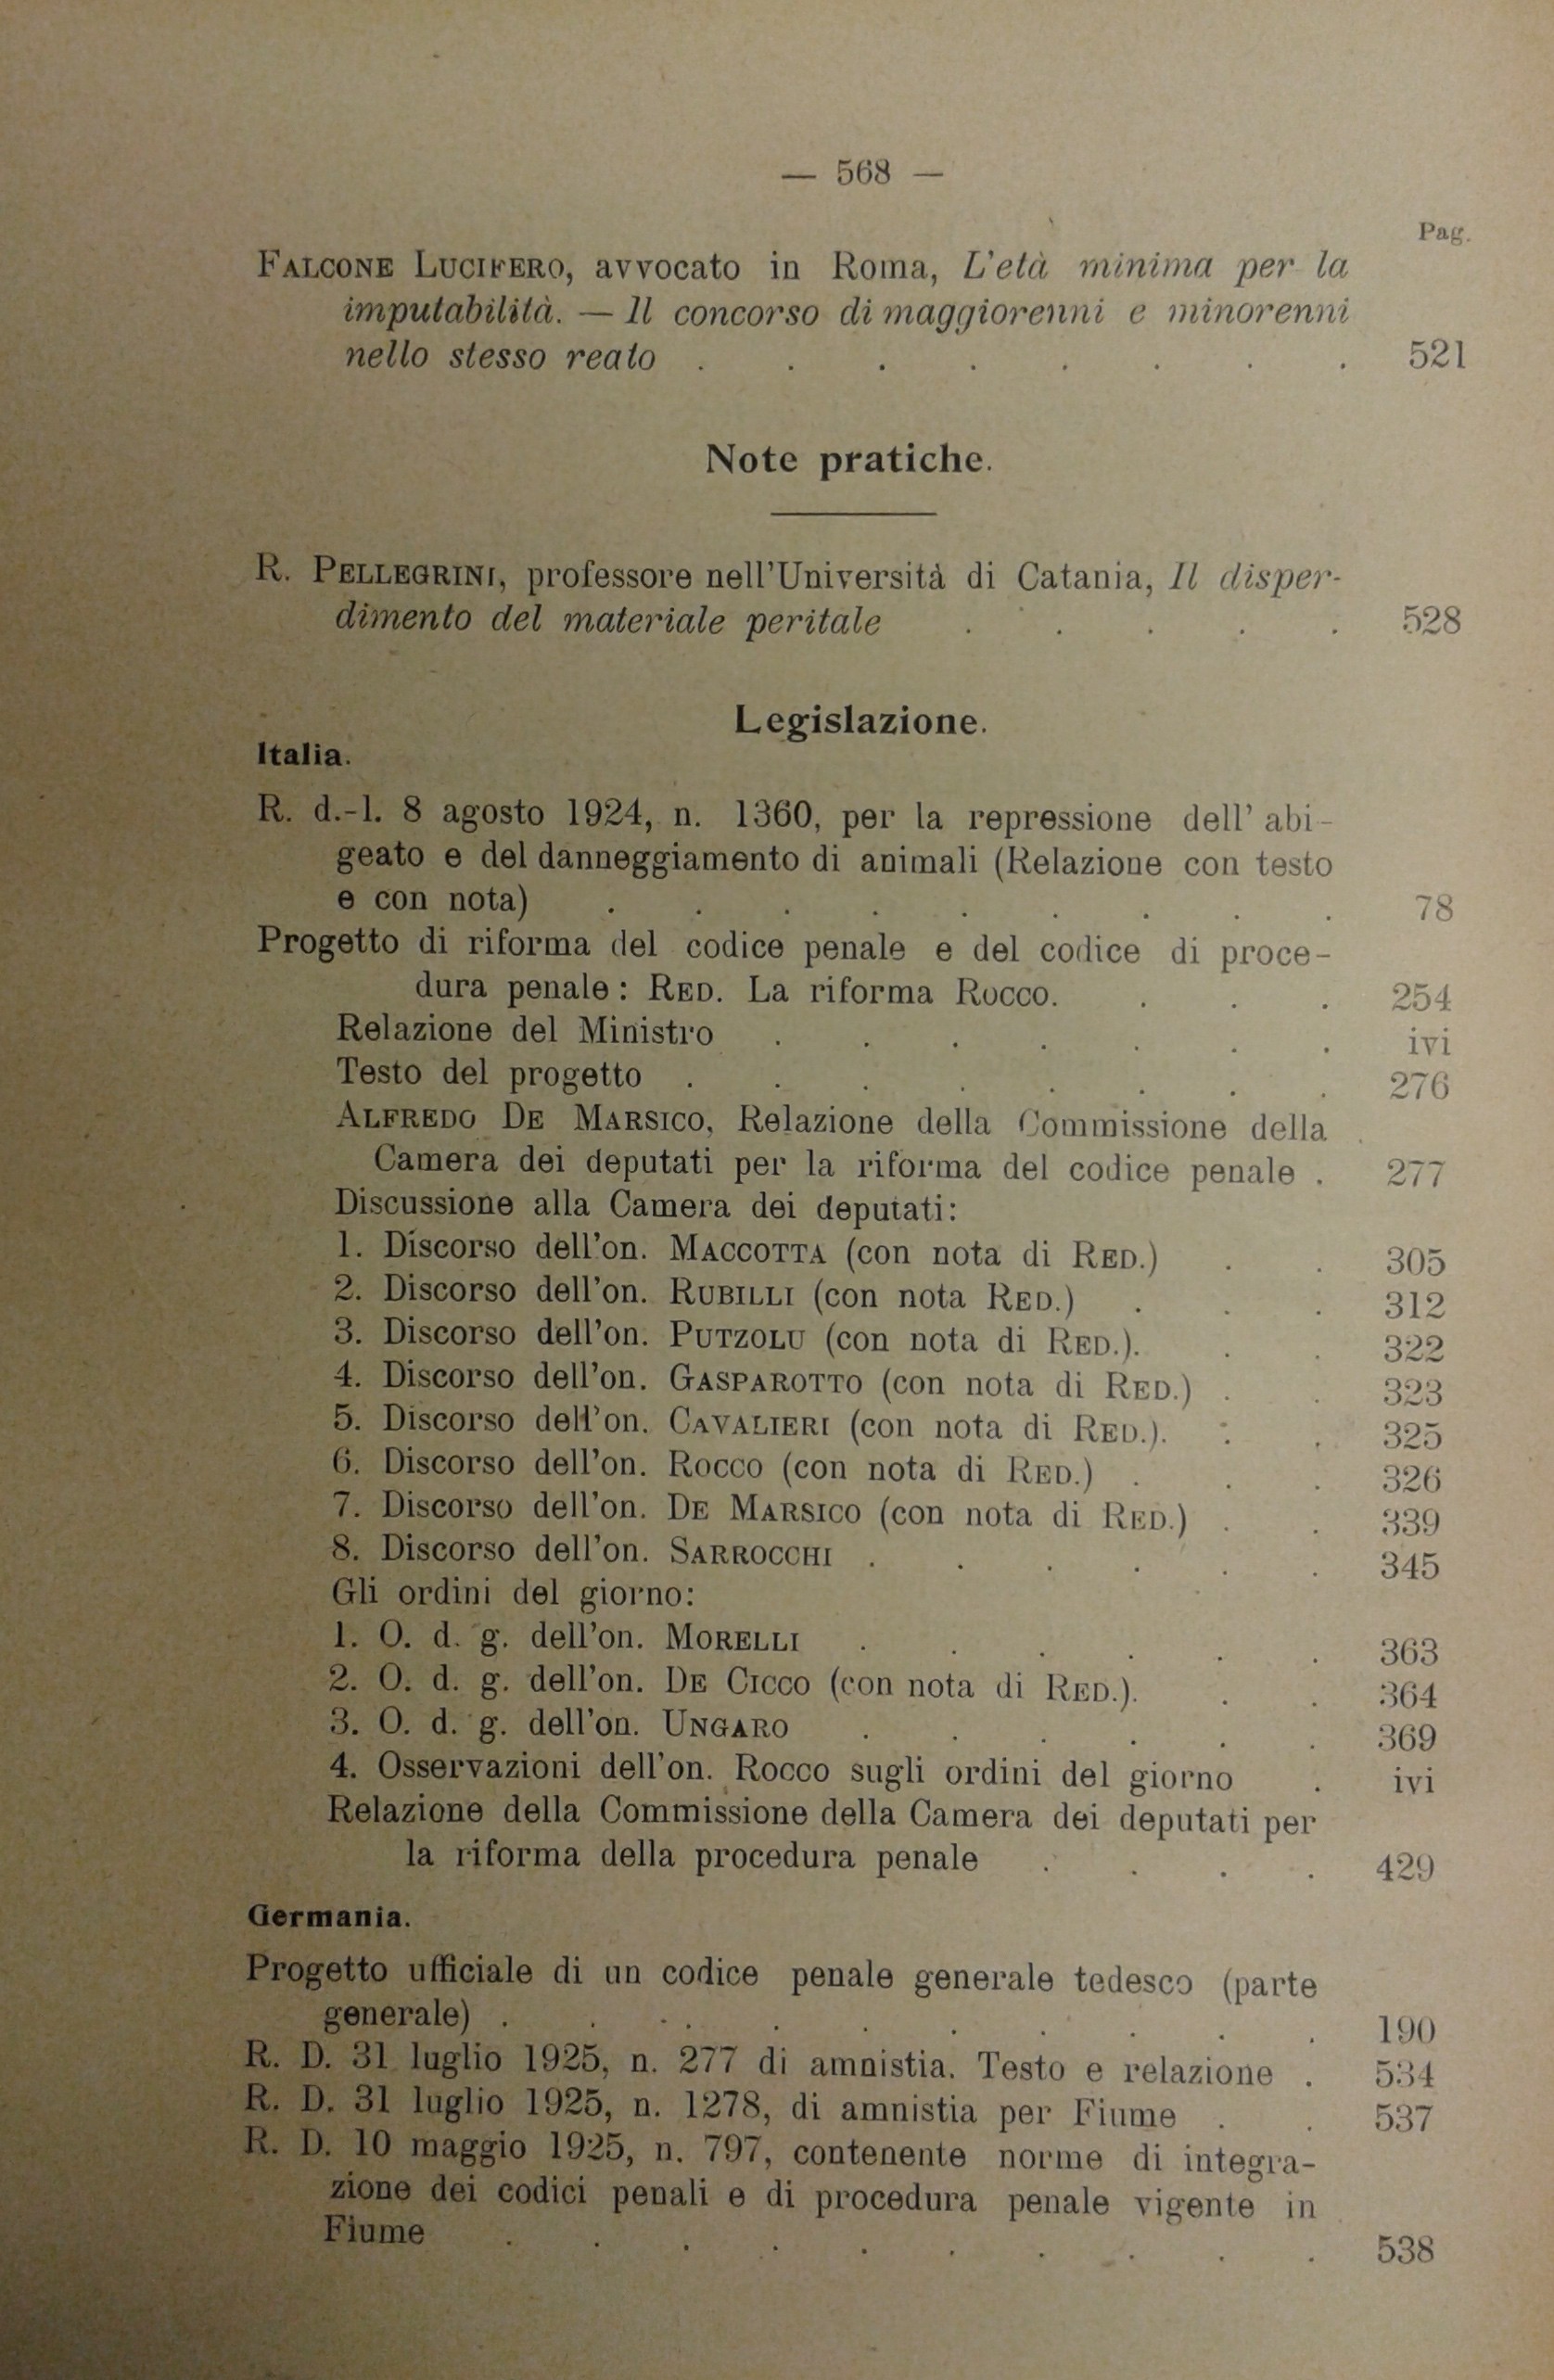 — 568 —
Pag.
FALCONE LUCIFERO, avvocato in Roma, L'età minima per la
imputabilità. — Il concorso di maggiorenni e minorenni
nello stesso reato . . . . . . . . 521
Note pratiche.
R. PELLEGRINI, professore nell'Università di Catania, Il disper-
dimento del materiale peritale . . . . . 528
Legislazione.
Italia.
R. d.-l. 8 agosto 1924, n. 1360, per la repressione dell' abi-
geato e del danneggiamento di animali (Relazione con testo
e con nota) . . . . . . . . . 78
Progetto di riforma del codice penale e del codice di proce-
dura penale: RED. La riforma Rocco. . . . 254
Relazione del Ministro . . . . . . . ivi
Testo del progetto . . . . . . . . 276
ALFREDO DE MARSICO, Relazione della Commissione della
Camera dei deputati per la riforma del codice penale . 277
Discussione alla Camera dei deputati:
1. Discorso dell'on. MACCOTTA (con nota di RED.) . . 305
2. Discorso dell'on. RUBILLI (con nota RED.) . . . 312
3. Discorso dell'on. PUTZOLU (con nota di RED.). . . 322
4. Discorso dell'on. GASPAROTTO (con nota di RED.) . . 323
5. Discorso dell'on. CAVALIERI (con nota di RED.). . . 325
6. Discorso dell'on. ROCCO (con nota di RED.) . . . 326
7. Discorso dell'on. DE MARSICO (con nota di RED.) . . 339
8. Discorso dell'on. SARROCCHI . . . . . . 345
Gli ordini del giorno:
1. O. d. g. dell'on. MORELLI . . . . . . 363
2. O. d. g. dell'on. DE CICCO (con nota di RED.). . . 364
3. O. d. g. dell'on. UNGARO . . . . . . 369
4. Osservazioni dell'on. ROCCO sugli ordini del giorno . ivi
Relazione della Commissione della Camera dei deputati per
la riforma della procedura penale . . . . 429
Germania.
Progetto ufficiale di un codice penale generale tedesco (parte
generale) . . . . . . . . . . 190
R. D. 31 luglio 1925, n. 277 di amnistia. Testo e relazione . 534
R. D. 31 luglio 1925, n. 1278, di amnistia per Fiume . . 537
R. D. 10 maggio 1925, n. 797, contenente norme di integra-
zione dei codici penali e di procedura penale vigente in
Fiume . . . . . . . . . . 538